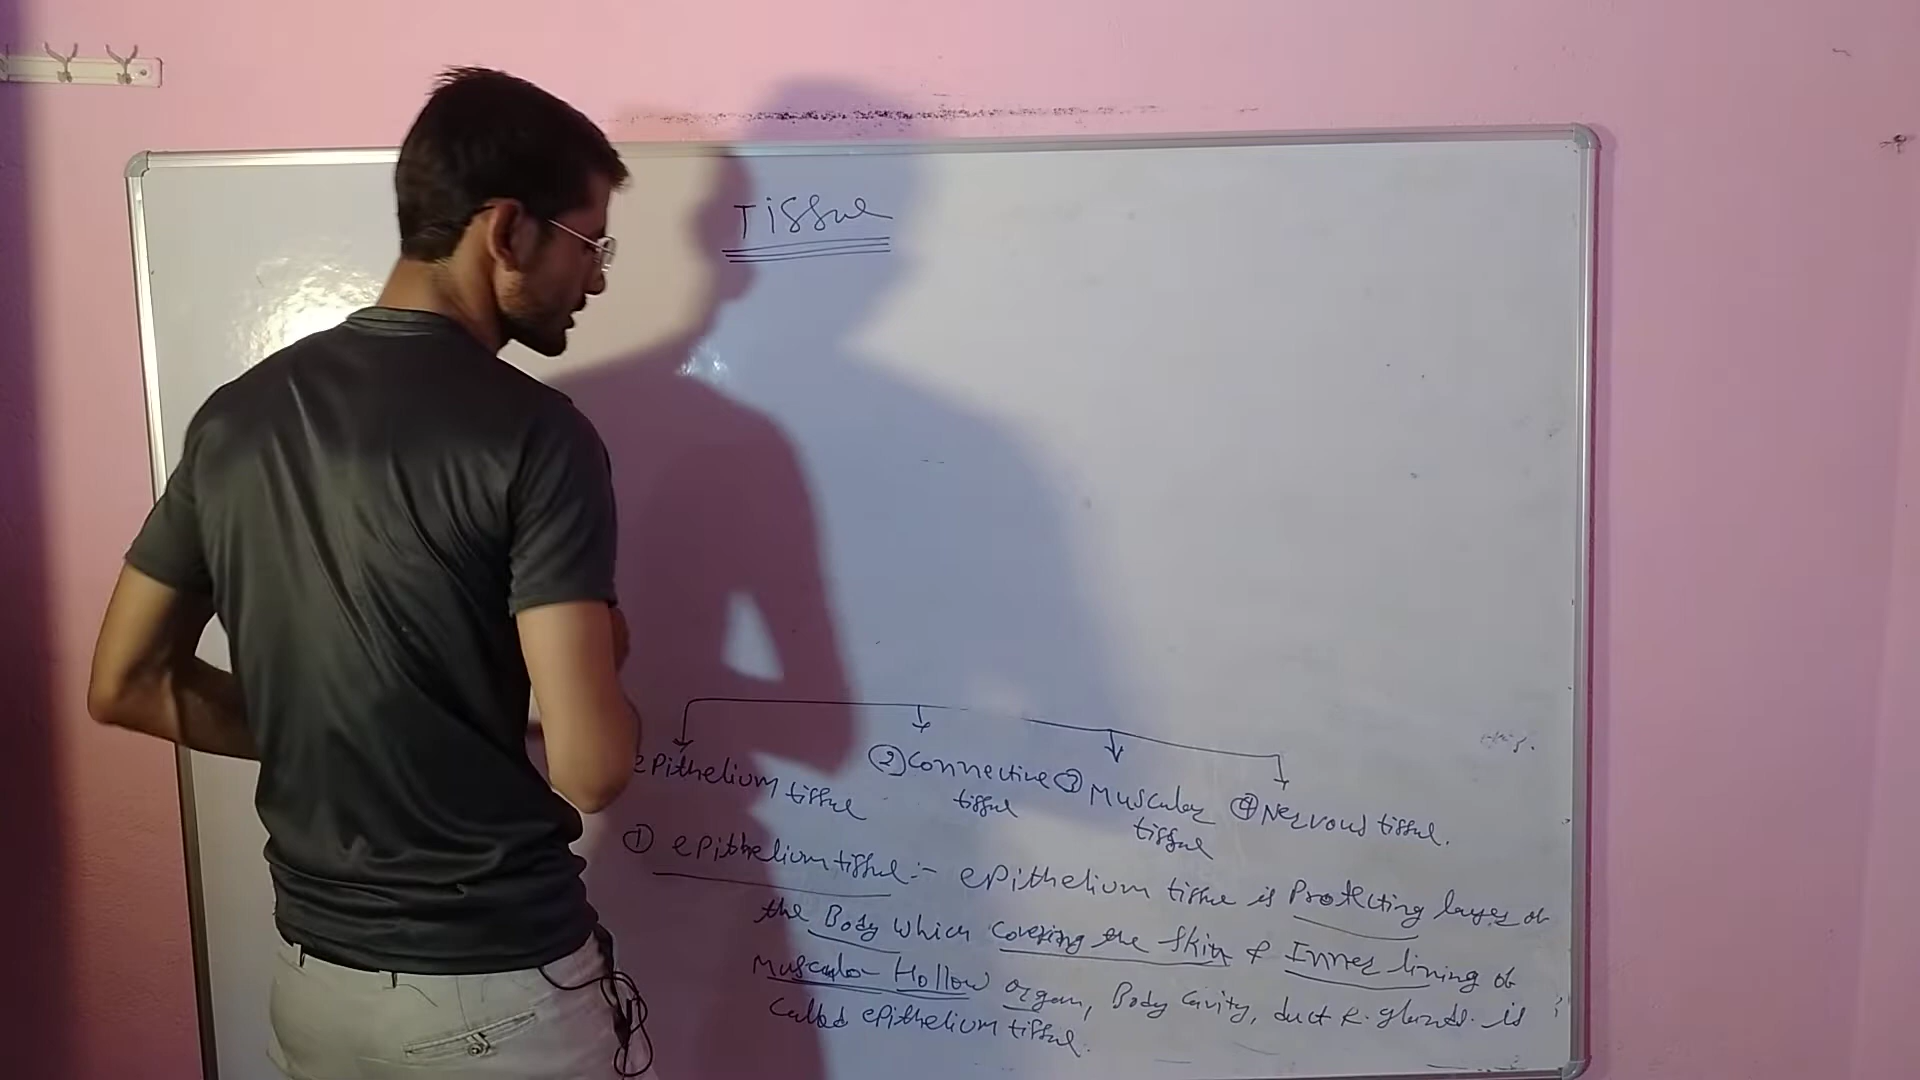 Tissue
epithelium tissue
② Connective tissue
③ Muscular tissue
④ Nervous tissue.
① epithelium tissue :- epithelium tissue is Protecting layer of
the Body which covering the skin & Inner lining of
Muscular Hollow organ, Body Cavity, duct & glands. is
Called epithelium tissue.